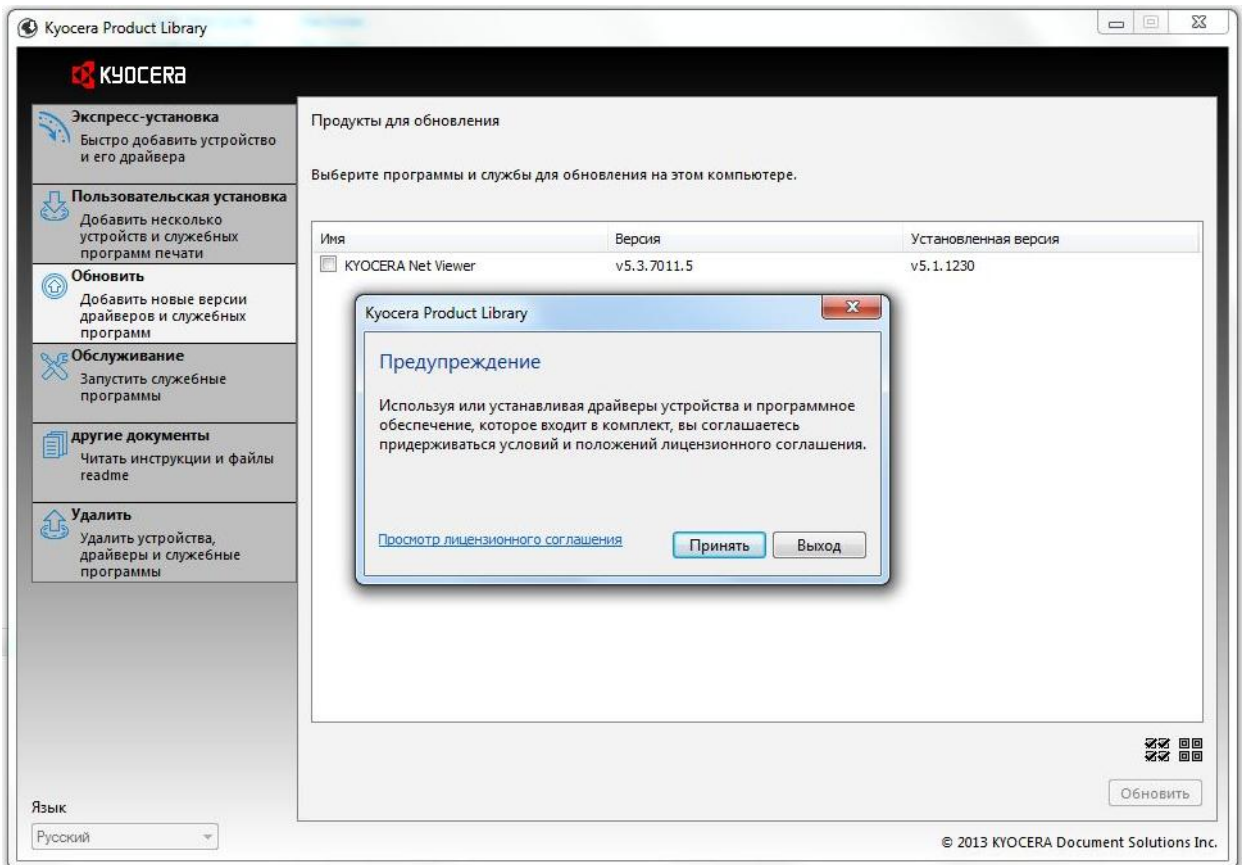 Kyocera Product Library
KYOCERA
Экспресс-установка
Быстро добавить устройство
и его драйвера
Пользовательская установка
Добавить несколько
устройств и служебных
программ печати
Обновить
Добавить новые версии
драйверов и служебных
программ
Обслуживание
Запустить служебные
программы
другие документы
Читать инструкции и файлы
readme
Удалить
Удалить устройства,
драйверы и служебные
программы
Язык
Русский
Продукты для обновления
Выберите программы и службы для обновления на этом компьютере.
Имя Версия Установленная версия
KYOCERA Net Viewer v5.3.7011.5 v5.1.1230
Kyocera Product Library
Предупреждение
Используя или устанавливая драйверы устройства и программное
обеспечение, которое входит в комплект, вы соглашаетесь
придерживаться условий и положений лицензионного соглашения.
Просмотр лицензионного соглашения
Принять Выход
Обновить
© 2013 KYOCERA Document Solutions Inc.